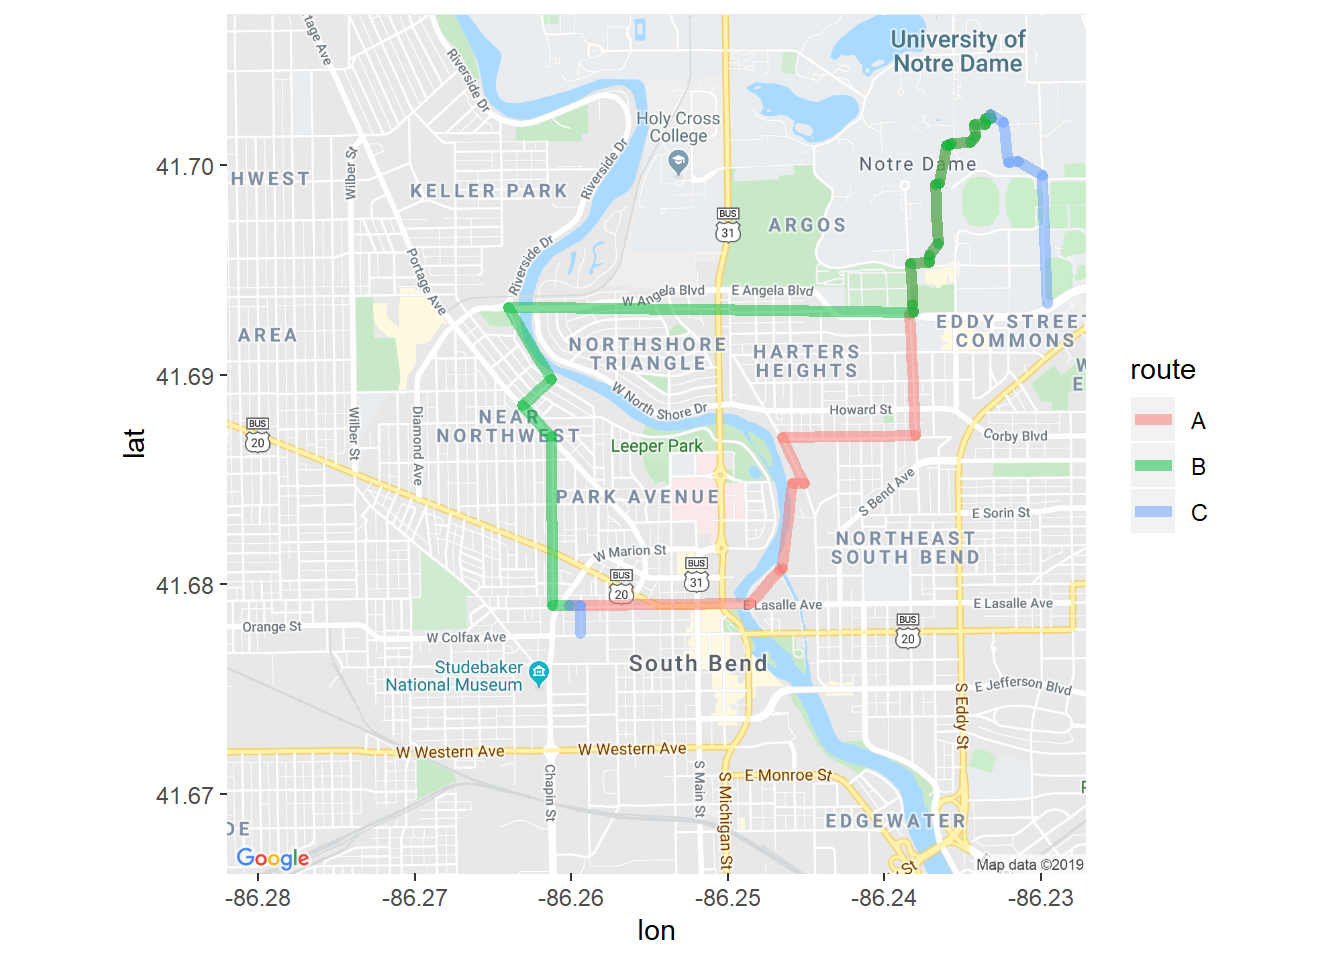 University of
Notre Dame
tage Ave
Riverside Dr
Holy Cross
College
41.70
HWEST
Wilber St
KELLER PARK
Riverside Dr
Notre Dame
BUS
31
ARGOS
Riverside Dr
Portage Ave
W Angela Blvd
E Angela Blvd
AREA
NORTHSHORE
TRIANGLE
HARTERS
HEIGHTS
EDDY STREET
COMMONS
W
E
41.69
lat
route
A
B
C
BUS
20
Wilber St
Diamond Ave
NEAR
NORTHWEST
W North Shore Dr
Howard St
Corby Blvd
Leeper Park
PARK AVENUE
S Bend Ave
E Sorin St
NORTHEAST
SOUTH BEND
W Marion St
BUS
20
BUS
31
41.68
E Lasalle Ave
E Lasalle Ave
Orange St
W Colfax Ave
BUS
20
Studebaker
National Museum
South Bend
E Jefferson Blvd
S Eddy St
W Western Ave
W Western Ave
Chapin St
S Main St
S Michigan St
E Monroe St
41.67
DE
EDGEWATER
Google
St
Map data ©2019
-86.28
-86.27
-86.26
-86.25
-86.24
-86.23
lon